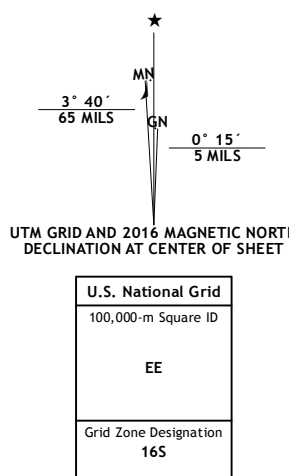 ★
MN
3° 40´
65 MILS
GN
0° 15´
5 MILS
UTM GRID AND 2016 MAGNETIC NORT
DECLINATION AT CENTER OF SHEET
U.S. National Grid
100,000-m Square ID
EE
Grid Zone Designation
16S